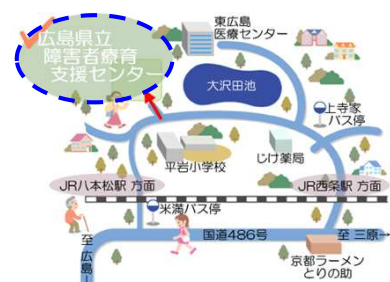 広島県立
障害者療育
支援センター
東広島
医療センター
大沢田池
上寺家
バス停
平岩小学校
じけ薬局
JR八本松駅 方面
JR西条駅 方面
米満バス停
国道486号
至 三原→
至 広島←
京都ラーメン
とりの助